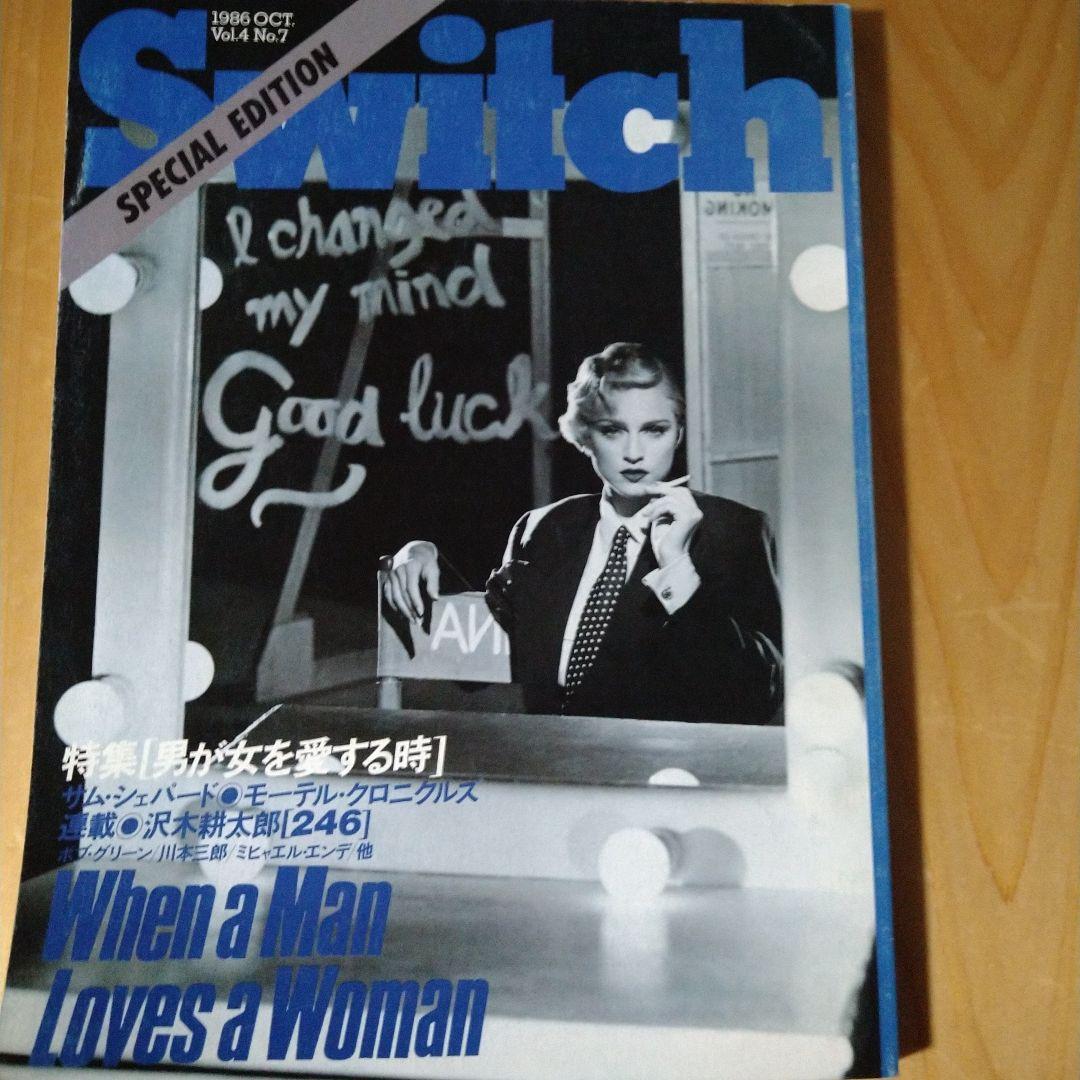 1986 OCT.
Vol.4 No.7
Switch
SPECIAL EDITION
I changed
my mind
Good luck
特集[男が女を愛する時]
サム・シェパード◉モーテル・クロニクルズ
連載◉沢木耕太郎[246]
ボブ・グリーン/川本三郎/ミヒャエル・エンデ/他
When a Man
Loves a Woman